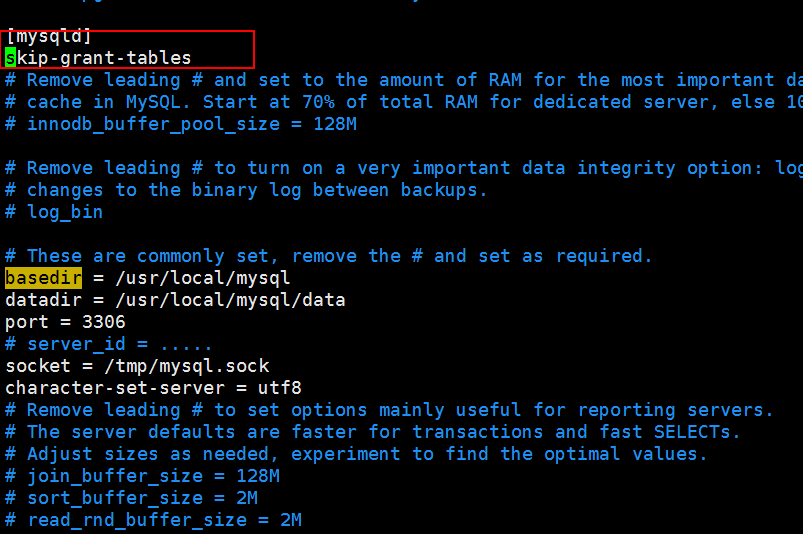 [mysqld]
skip-grant-tables
# Remove leading # and set to the amount of RAM for the most important da
# cache in MySQL. Start at 70% of total RAM for dedicated server, else 10
# innodb_buffer_pool_size = 128M
# Remove leading # to turn on a very important data integrity option: log
# changes to the binary log between backups.
# log_bin
# These are commonly set, remove the # and set as required.
basedir = /usr/local/mysql
datadir = /usr/local/mysql/data
port = 3306
# server_id = .....
socket = /tmp/mysql.sock
character-set-server = utf8
# Remove leading # to set options mainly useful for reporting servers.
# The server defaults are faster for transactions and fast SELECTs.
# Adjust sizes as needed, experiment to find the optimal values.
# join_buffer_size = 128M
# sort_buffer_size = 2M
# read_rnd_buffer_size = 2M